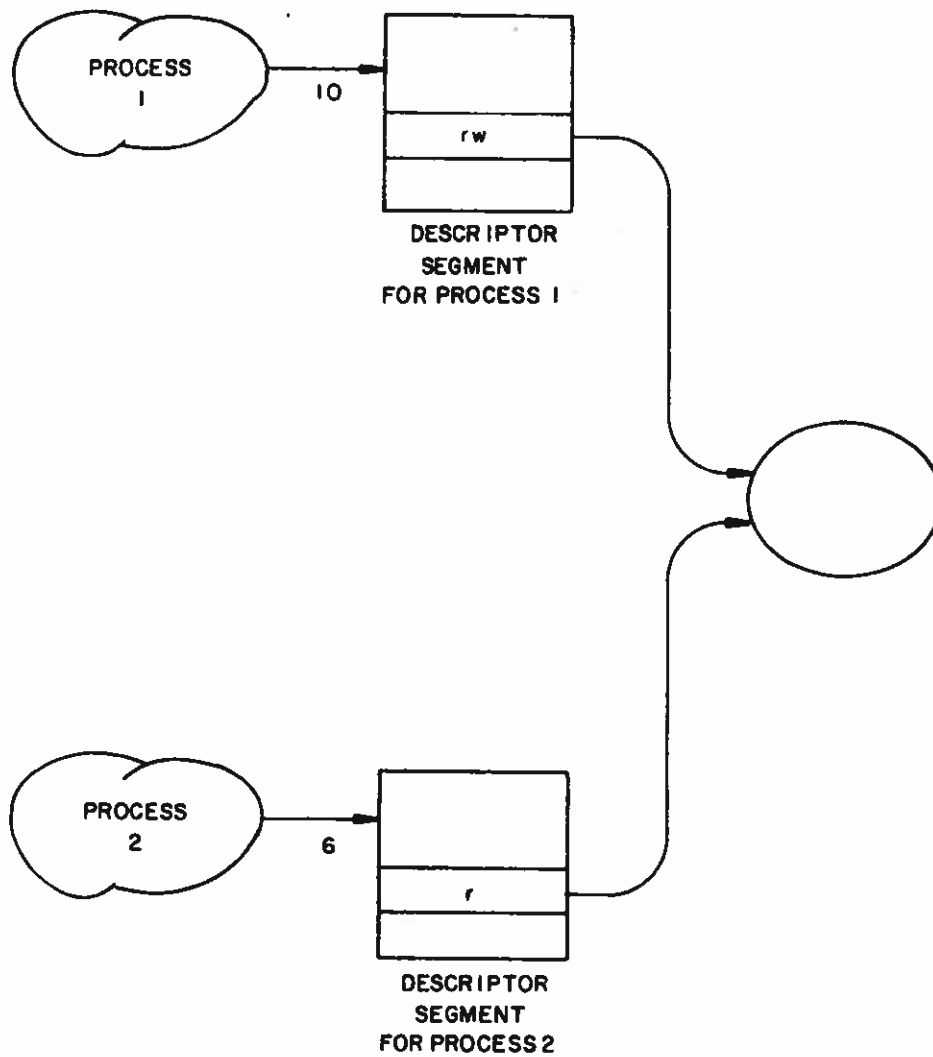 PROCESS
1
10
rw
DESCRIPTOR
SEGMENT
FOR PROCESS 1
PROCESS
2
6
r
DESCRIPTOR
SEGMENT
FOR PROCESS 2